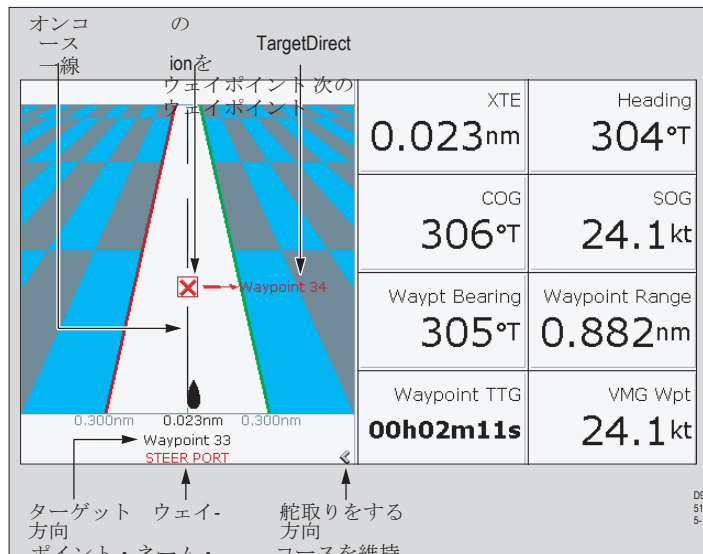 オンコ の
ース TargetDirect
一線 ionを
ウェイポイント 次の
ウェイポイント
XTE
0.023nm
Heading
304°T
COG
306°T
SOG
24.1kt
Waypoint 34
Waypt Bearing
305°T
Waypoint Range
0.882nm
Waypoint TTG
00h02m11s
VMG Wpt
24.1kt
0.300nm 0.023nm 0.300nm
Waypoint 33
STEER PORT
ターゲット ウェイ- 舵取りをする
方向 方向
ポイント・ネーム・ コースを維持
D9
51
5-